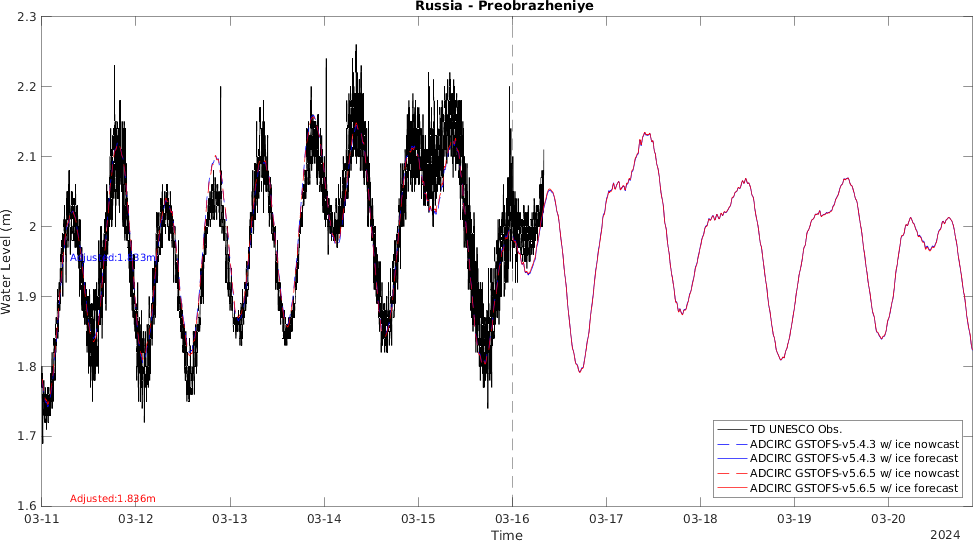 Russia - Preobrazheniye
2.3
2.2
2.1
2
1.9
1.8
1.7
1.6
Water Level (m)
Adjusted:1.833m
Adjusted:1.836m
TD UNESCO Obs.
ADCIRC GSTOFS-v5.4.3 w/ ice nowcast
ADCIRC GSTOFS-v5.4.3 w/ ice forecast
ADCIRC GSTOFS-v5.6.5 w/ ice nowcast
ADCIRC GSTOFS-v5.6.5 w/ ice forecast
03-11 03-12 03-13 03-14 03-15 03-16 03-17 03-18 03-19 03-20
Time
2024